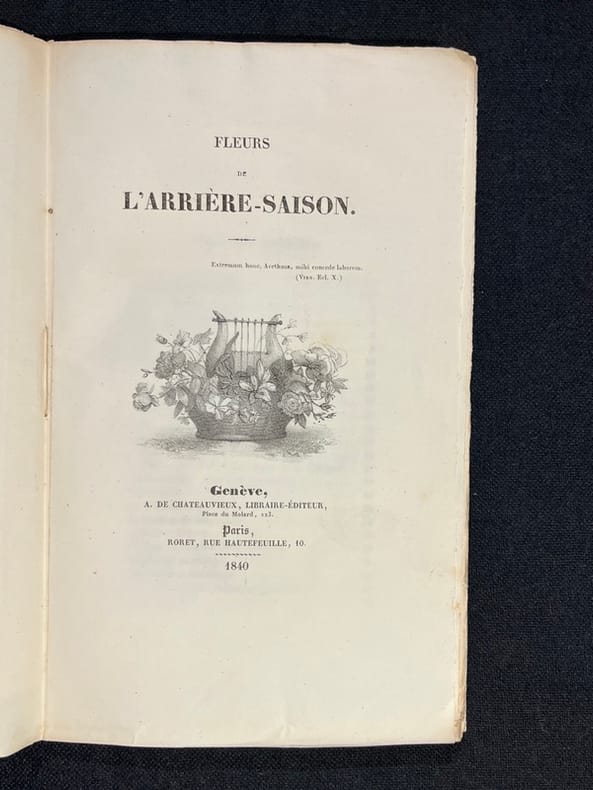 FLEURS
DE
L'ARRIÈRE-SAISON.
Extremum hunc, Arethusa, mihi concede laborem.
(VIRG. Ecl. X.)
Genève,
A. DE CHATEAUVIEUX, LIBRAIRE-ÉDITEUR,
Place du Molard, 123.
Paris,
RORET, RUE HAUTEFEUILLE, 10.
1840